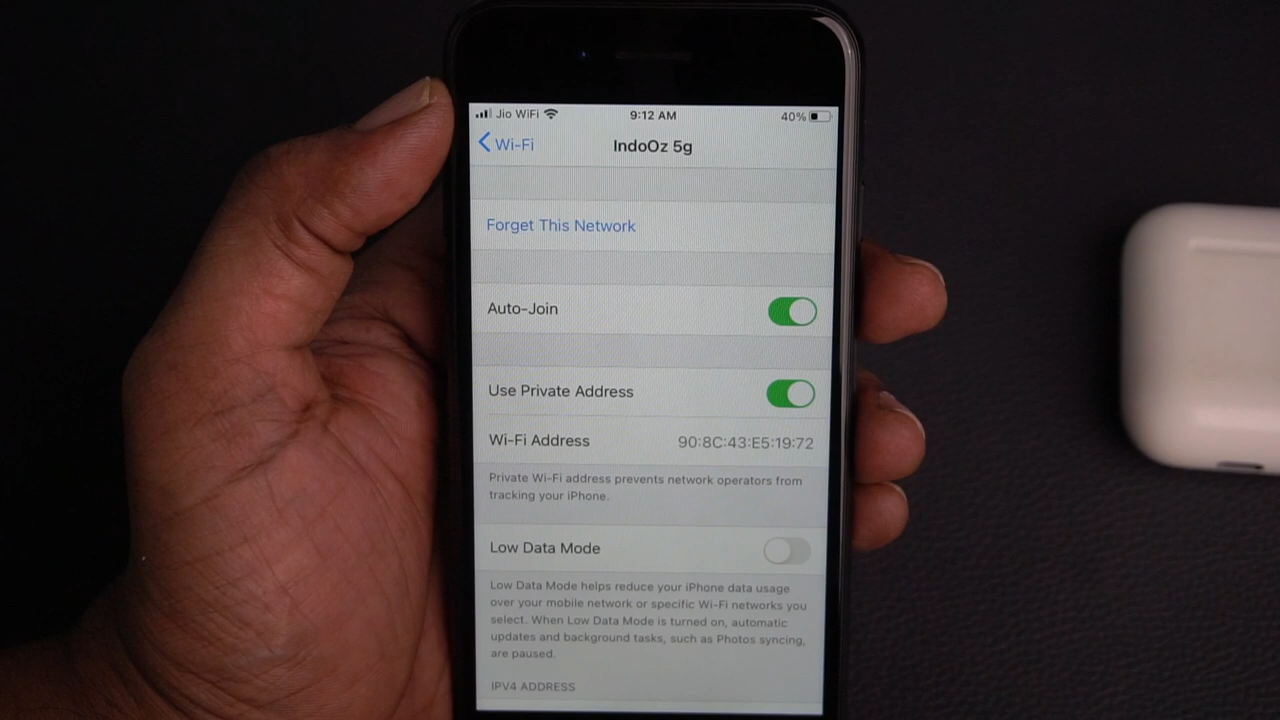 Jio WiFi 9:12 AM 40%
Wi-Fi IndoOz 5g
Forget This Network
Auto-Join
Use Private Address
Wi-Fi Address 90:8C:43:E5:19:72
Private Wi-Fi address prevents network operators from
tracking your iPhone.
Low Data Mode
Low Data Mode helps reduce your iPhone data usage
over your mobile network or specific Wi-Fi networks you
select. When Low Data Mode is turned on, automatic
updates and background tasks, such as Photos syncing,
are paused.
IPV4 ADDRESS